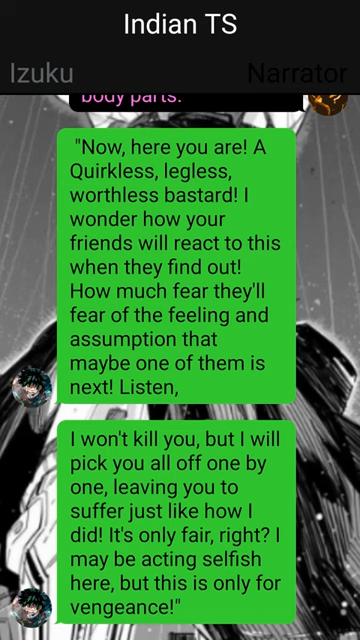 Indian TS
Izuku Narrator
body parts.
"Now, here you are! A
Quirkless, legless,
worthless bastard! I
wonder how your
friends will react to this
when they find out!
How much fear they'll
fear of the feeling and
assumption that
maybe one of them is
next! Listen,
I won't kill you, but I will
pick you all off one by
one, leaving you to
suffer just like how I
did! It's only fair, right? I
may be acting selfish
here, but this is only for
vengeance!"